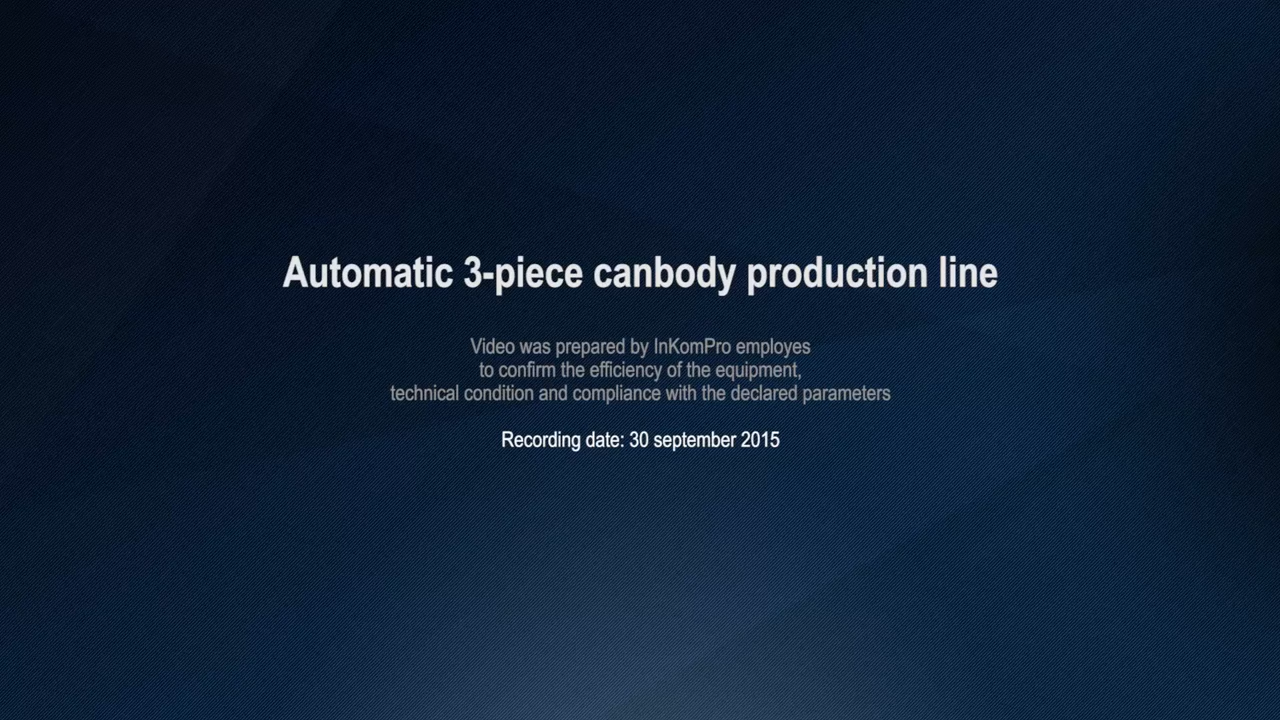 Automatic 3-piece canbody production line
Video was prepared by InKomPro employes
to confirm the efficiency of the equipment,
technical condition and compliance with the declared parameters
Recording date: 30 september 2015